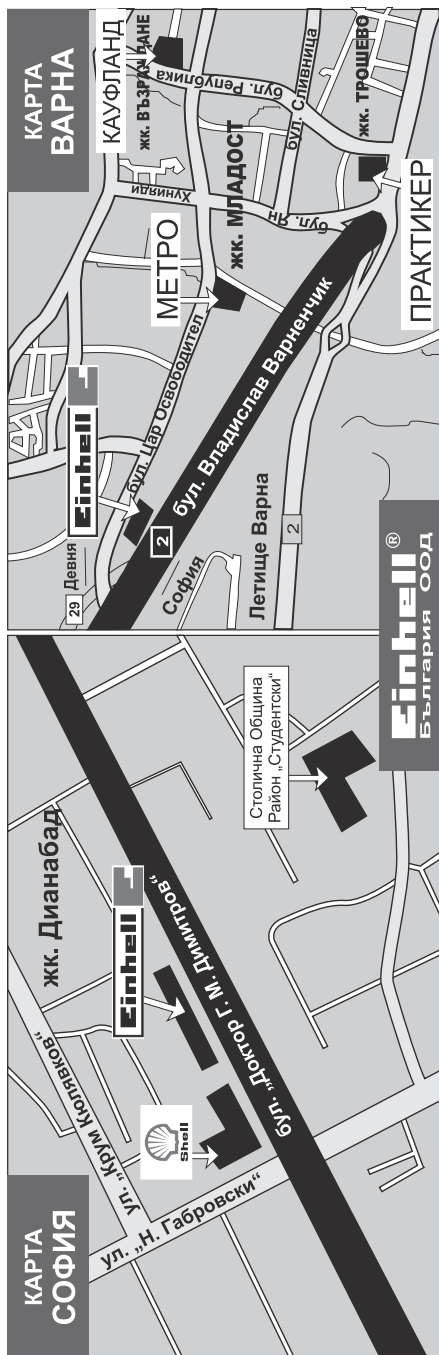 КАРТА
СОФИЯ
ул. „Н. Габровски“
ул. „Крум Кюлявков“
Shell
Einhell
жк. Дианабад
бул. „Доктор Г. М. Димитров“
Столична Община
Район „Студентски“
Einhell®
България ООД
КАРТА
ВАРНА
29
Девня
Einhell
2
София
Летище Варна
2
бул. Цар Освободител
бул. Владислав Варненчик
МЕТРО
жк. МЛАДОСТ
бул. Ян
Хунияди
КАУФЛАНД
жк. ВЪЗРАЖДАНЕ
бул. Република
бул. Сливница
жк. ТРОШЕВО
ПРАКТИКЕР